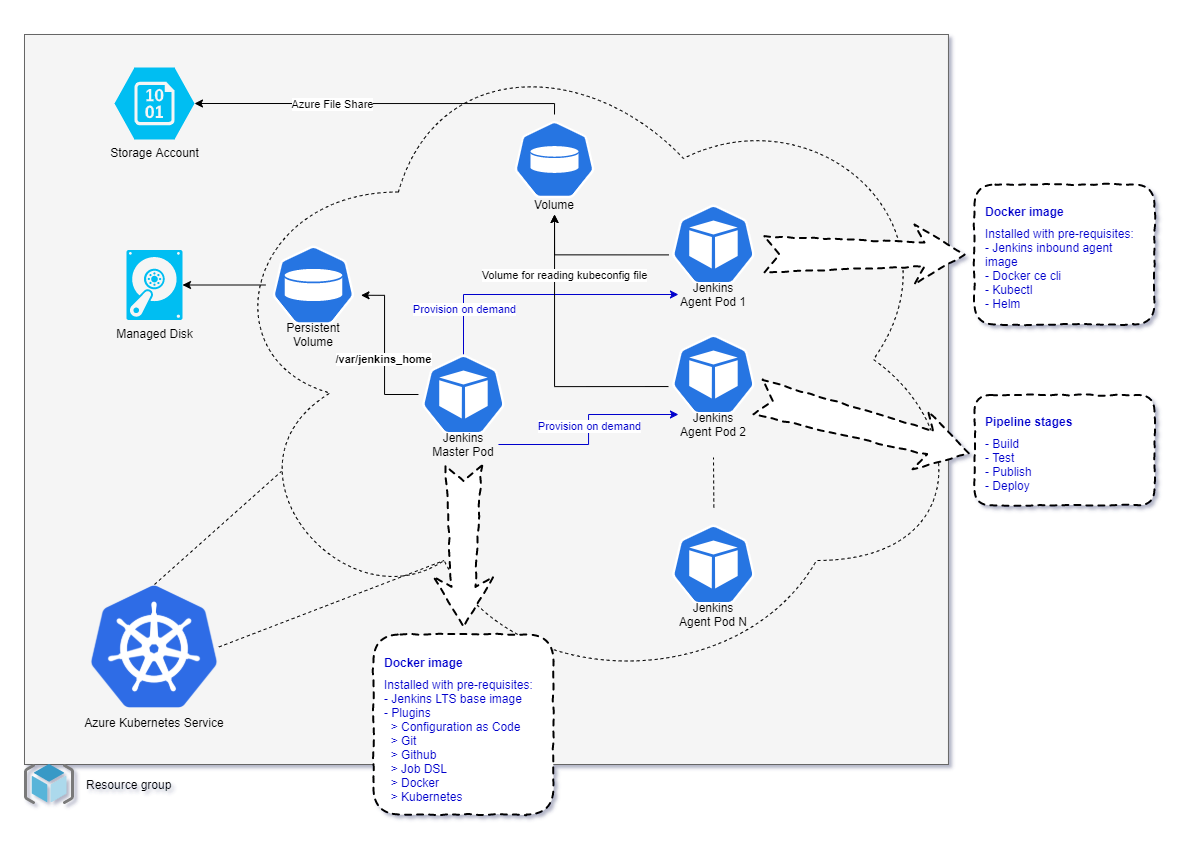 10
01
Azure File Share
Storage Account
Volume
Docker image
Installed with pre-requisites:
- Jenkins inbound agent
image
- Docker ce cli
- Kubectl
- Helm
Volume for reading kubeconfig file
Jenkins
Agent Pod 1
Provision on demand
Managed Disk
Persistent
Volume
/var/jenkins_home
Jenkins
Master Pod
Provision on demand
Jenkins
Agent Pod 2
Pipeline stages
- Build
- Test
- Publish
- Deploy
Jenkins
Agent Pod N
Azure Kubernetes Service
Docker image
Installed with pre-requisites:
- Jenkins LTS base image
- Plugins
> Configuration as Code
> Git
> Github
> Job DSL
> Docker
> Kubernetes
Resource group